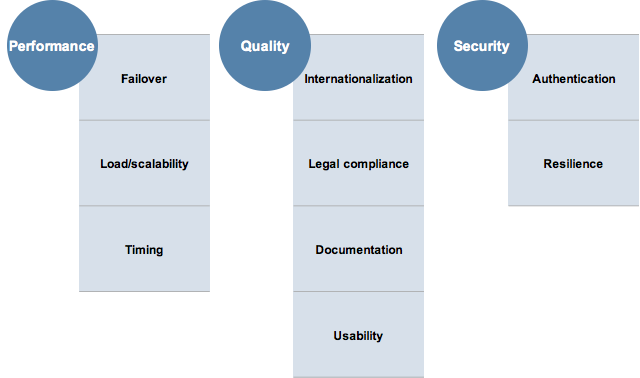 Performance
Failover
Load/scalability
Timing
Quality
Internationalization
Legal compliance
Documentation
Usability
Security
Authentication
Resilience